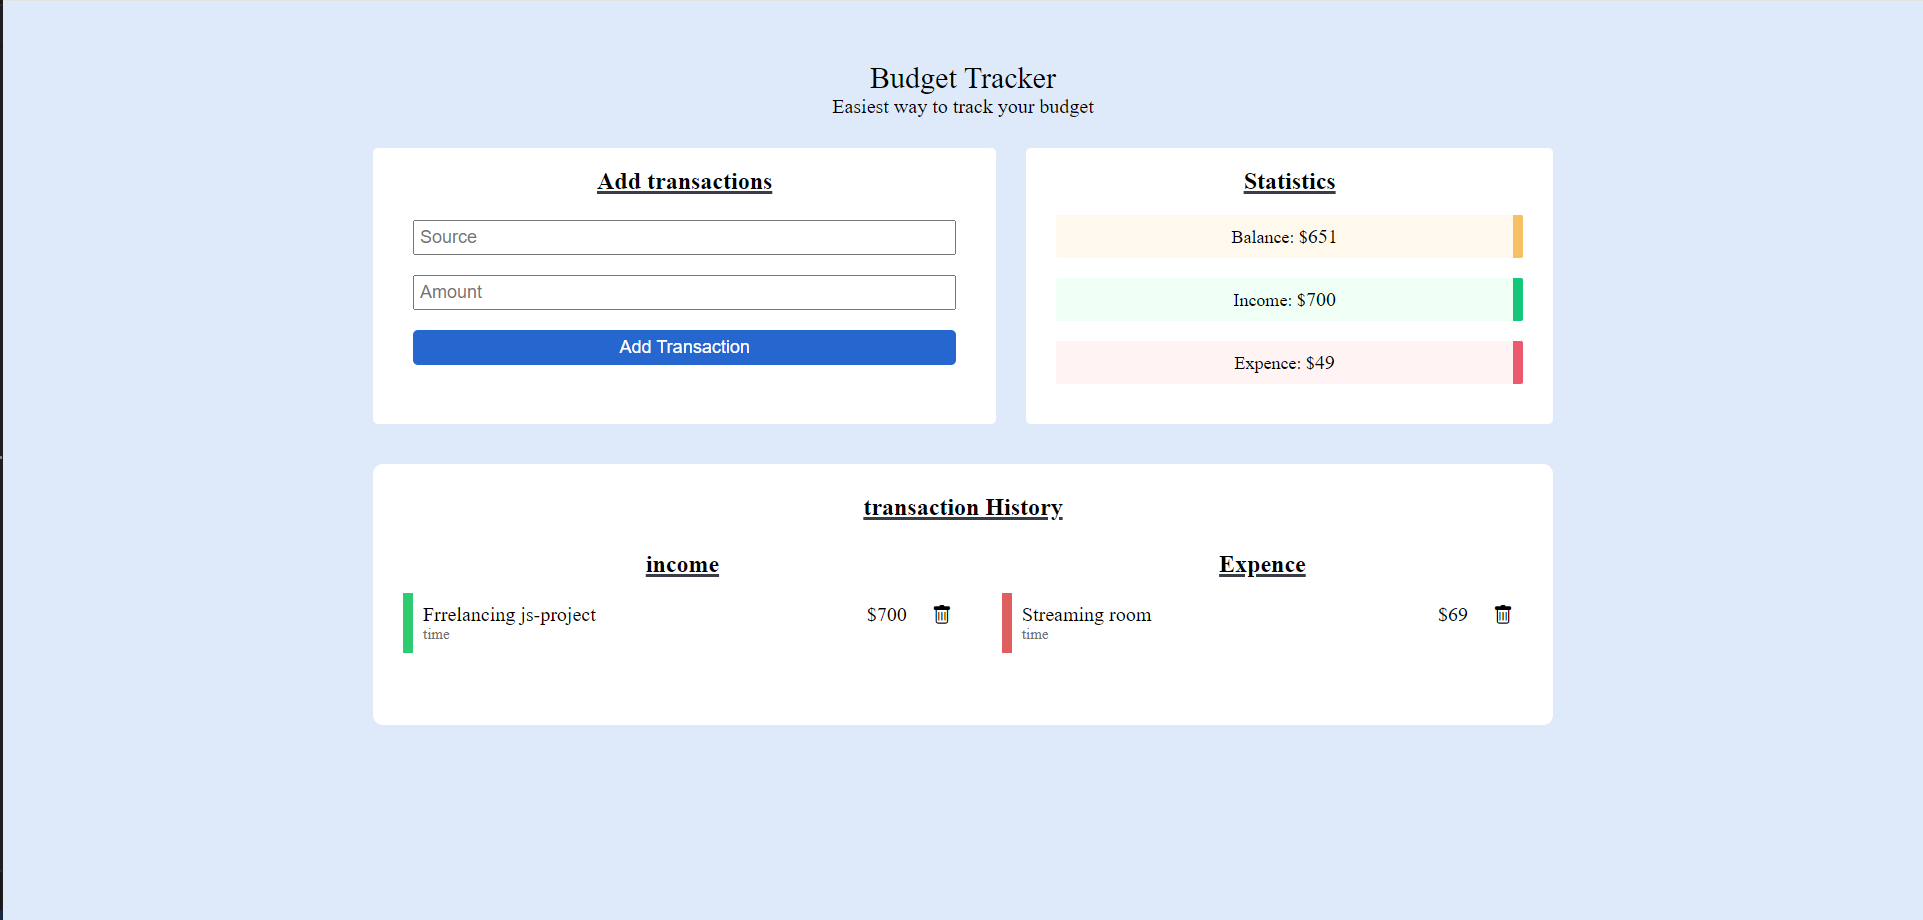 Budget Tracker
Easiest way to track your budget
Add transactions
Source
Amount
Add Transaction
Statistics
Balance: $651
Income: $700
Expence: $49
transaction History
income
Frrelancing js-project $700
time
Expence
Streaming room $69
time